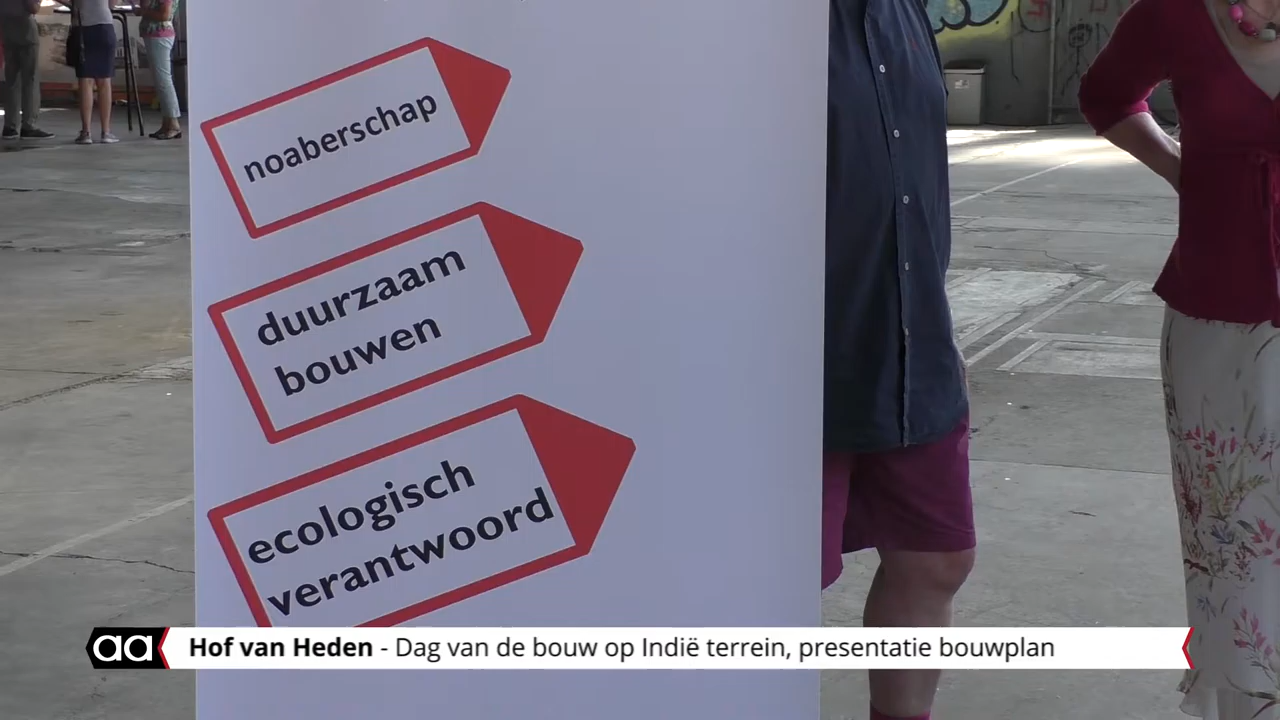 noaberschap
duurzaam
bouwen
ecologisch
verantwoord
aa Hof van Heden - Dag van de bouw op Indië terrein, presentatie bouwplan